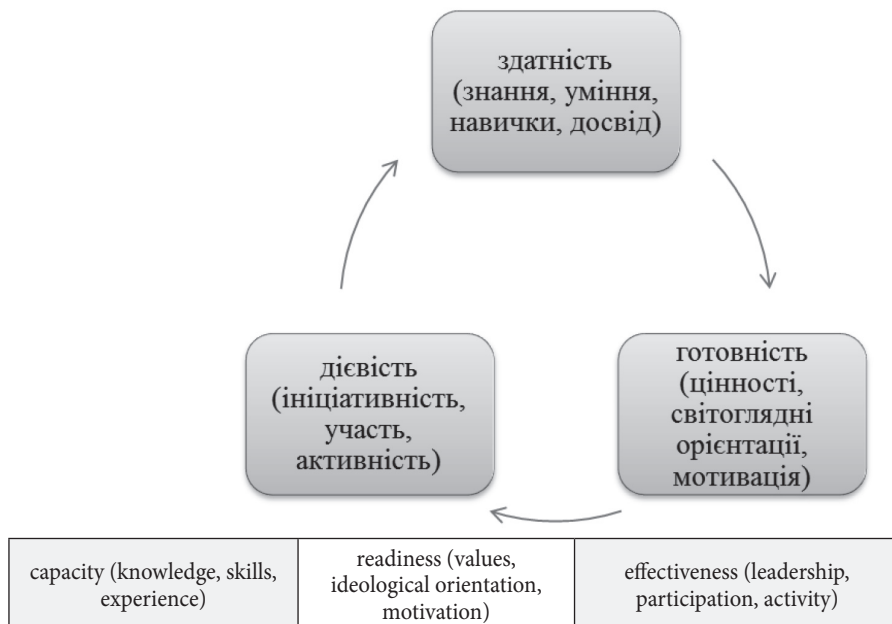 здатність
(знання, уміння,
навички, досвід)
дієвість
(ініціативність,
участь,
активність)
готовність
(цінності,
світоглядні
орієнтації,
мотивація)
capacity (knowledge, skills,
experience)
readiness (values,
ideological orientation,
motivation)
effectiveness (leadership,
participation, activity)